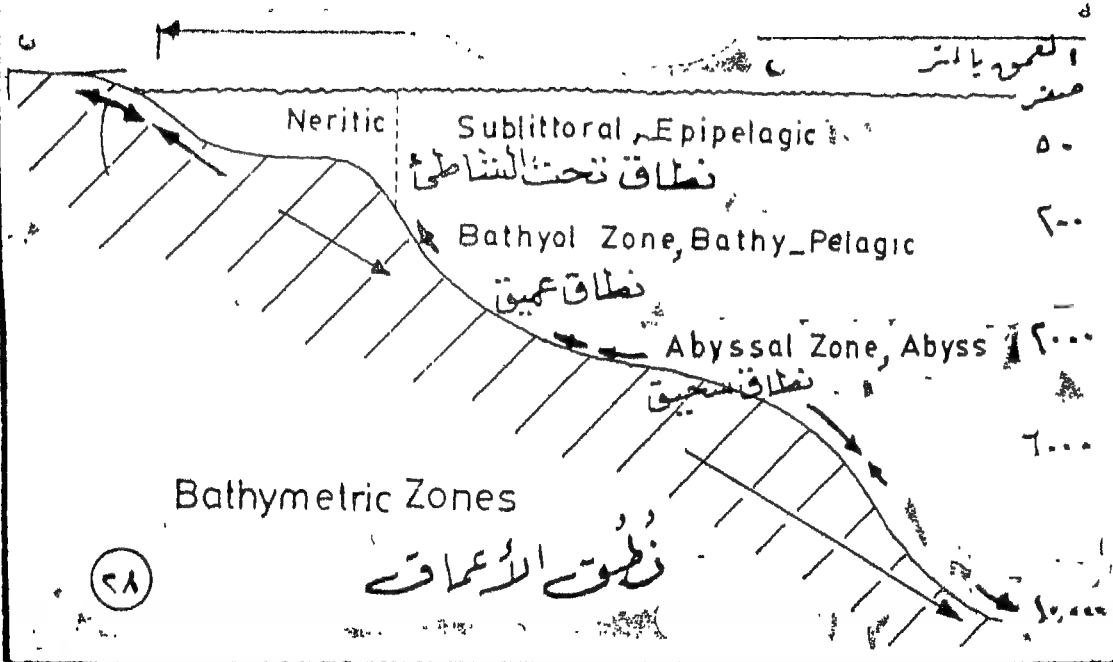 العمق بالمتر
صفر
Neritic Sublittoral, Epipelagic
٥٠
نطاق تحت الشاطئ
٢٠٠
Bathyol Zone, Bathy_Pelagic
نطاق عميق
Abyssal Zone, Abyss
٢٠٠٠
نطاق سحيق
٦٠٠٠
Bathymetric Zones
نُطُق الأعماق
٢٨
١٠,٠٠٠